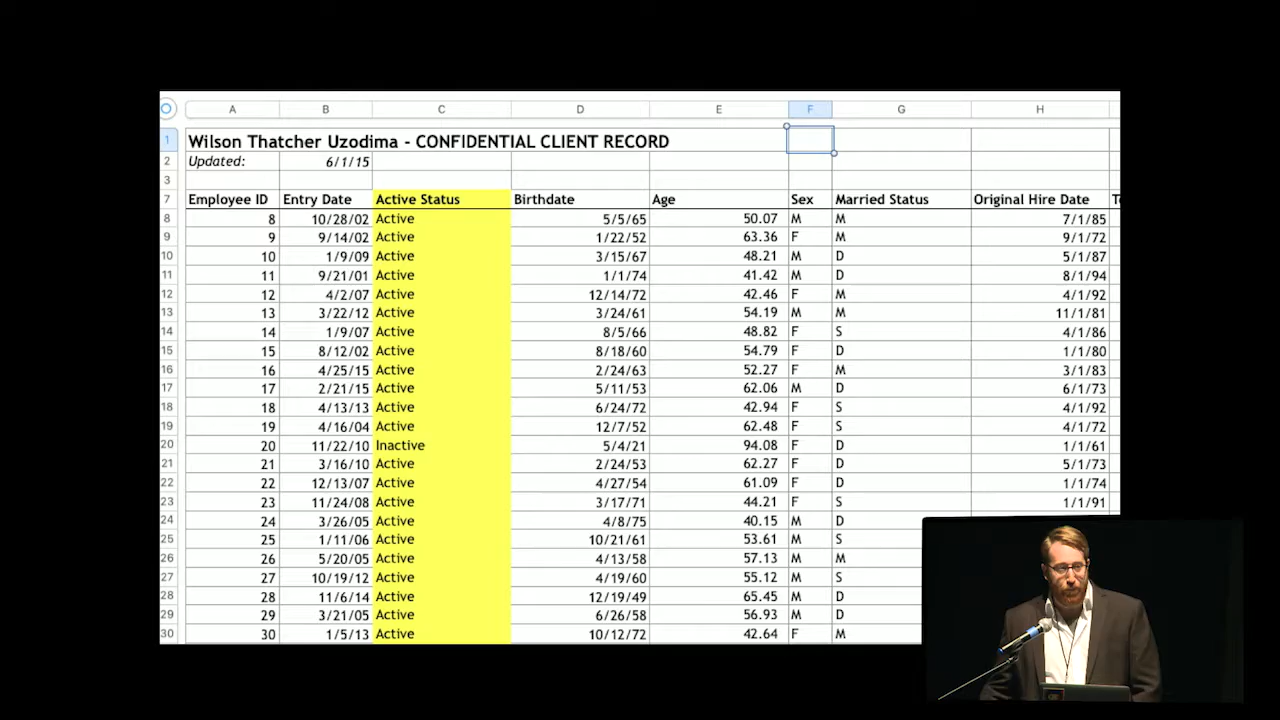 A B C D E F G H
1 Wilson Thatcher Uzodima - CONFIDENTIAL CLIENT RECORD
2 Updated: 6/1/15
3
7 Employee ID Entry Date Active Status Birthdate Age Sex Married Status Original Hire Date
8 8 10/28/02 Active 5/5/65 50.07 M M 7/1/85
9 9 9/14/02 Active 1/22/52 63.36 F M 9/1/72
10 10 1/9/09 Active 3/15/67 48.21 M D 5/1/87
11 11 9/21/01 Active 1/1/74 41.42 M D 8/1/94
12 12 4/2/07 Active 12/14/72 42.46 F M 4/1/92
13 13 3/22/12 Active 3/24/61 54.19 M M 11/1/81
14 14 1/9/07 Active 8/5/66 48.82 F S 4/1/86
15 15 8/12/02 Active 8/18/60 54.79 F D 1/1/80
16 16 4/25/15 Active 2/24/63 52.27 F M 3/1/83
17 17 2/21/15 Active 5/11/53 62.06 M D 6/1/73
18 18 4/13/13 Active 6/24/72 42.94 F S 4/1/92
19 19 4/16/04 Active 12/7/52 62.48 F S 4/1/72
20 20 11/22/10 Inactive 5/4/21 94.08 F D 1/1/61
21 21 3/16/10 Active 2/24/53 62.27 F D 5/1/73
22 22 12/13/07 Active 4/27/54 61.09 F D 1/1/74
23 23 11/24/08 Active 3/17/71 44.21 F S 1/1/91
24 24 3/26/05 Active 4/8/75 40.15 M D
25 25 1/11/06 Active 10/21/61 53.61 M S
26 26 5/20/05 Active 4/13/58 57.13 M M
27 27 10/19/12 Active 4/19/60 55.12 M S
28 28 11/6/14 Active 12/19/49 65.45 M D
29 29 3/21/05 Active 6/26/58 56.93 M D
30 30 1/5/13 Active 10/12/72 42.64 F M